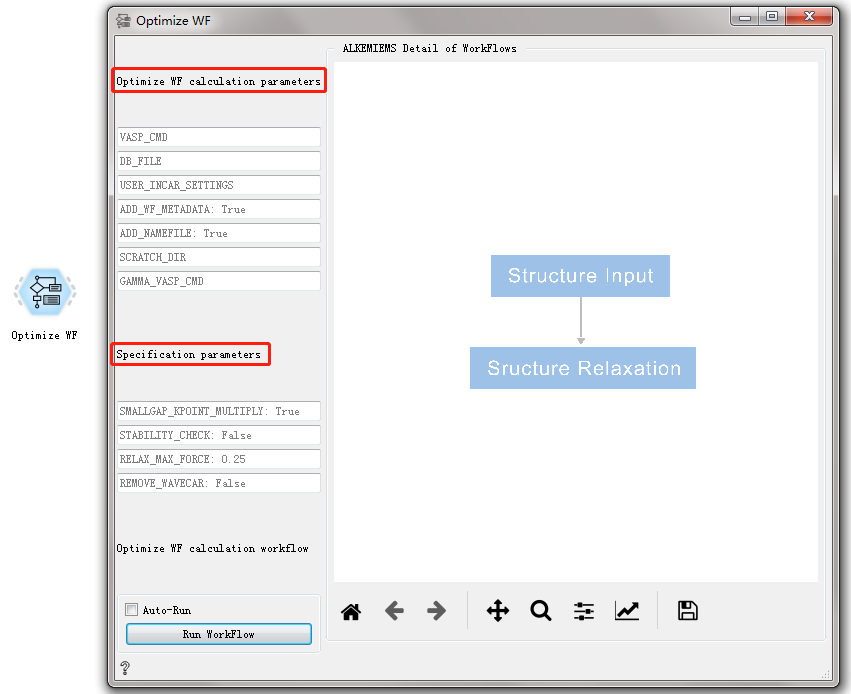 Optimize WF
ALKEMIEMS Detail of WorkFlows
Optimize WF calculation parameters
VASP_CMD
DB_FILE
USER_INCAR_SETTINGS
ADD_WF_METADATA: True
ADD_NAMEFILE: True
SCRATCH_DIR
GAMMA_VASP_CMD
Structure Input
Sructure Relaxation
Optimize WF
Specification parameters
SMALLGAP_KPOINT_MULTIPLY: True
STABILITY_CHECK: False
RELAX_MAX_FORCE: 0.25
REMOVE_WAVECAR: False
Optimize WF calculation workflow
Auto-Run
Run WorkFlow
?